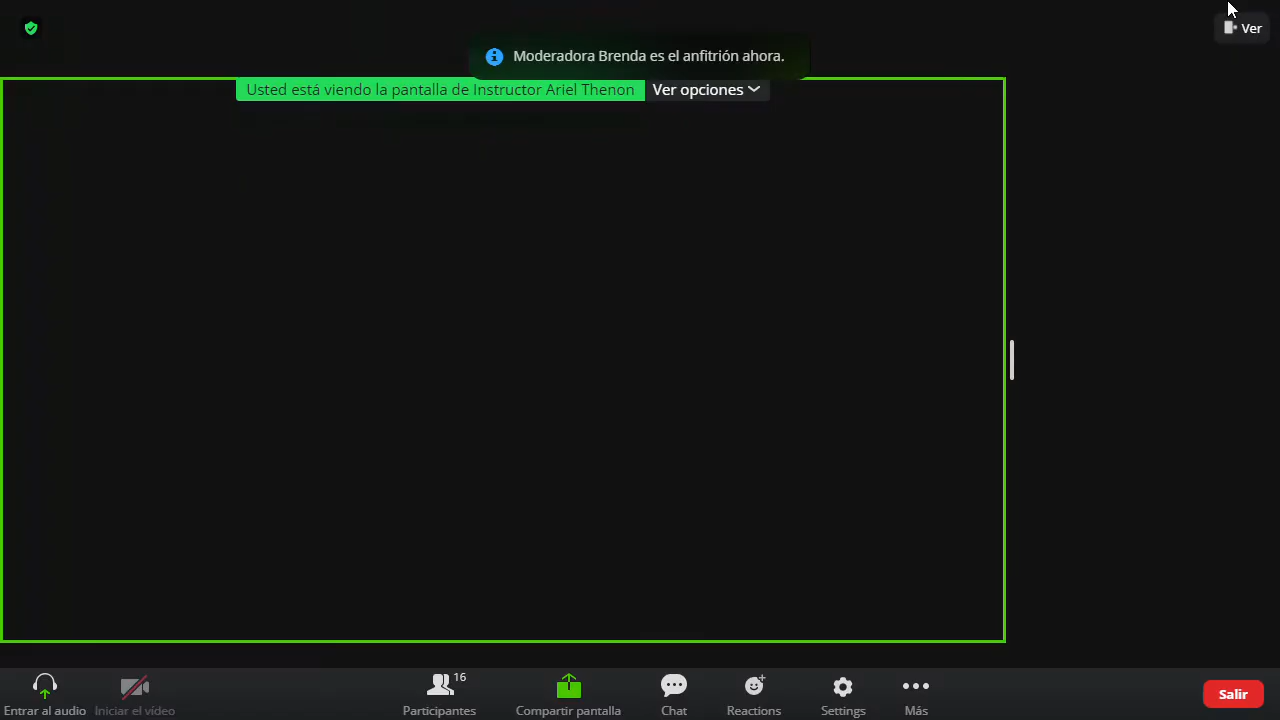 Ver
Moderadora Brenda es el anfitrión ahora.
Usted está viendo la pantalla de Instructor Ariel Thenon
Ver opciones
16
Entrar al audio
Iniciar el vídeo
Participantes
Compartir pantalla
Chat
Reactions
Settings
Más
Salir